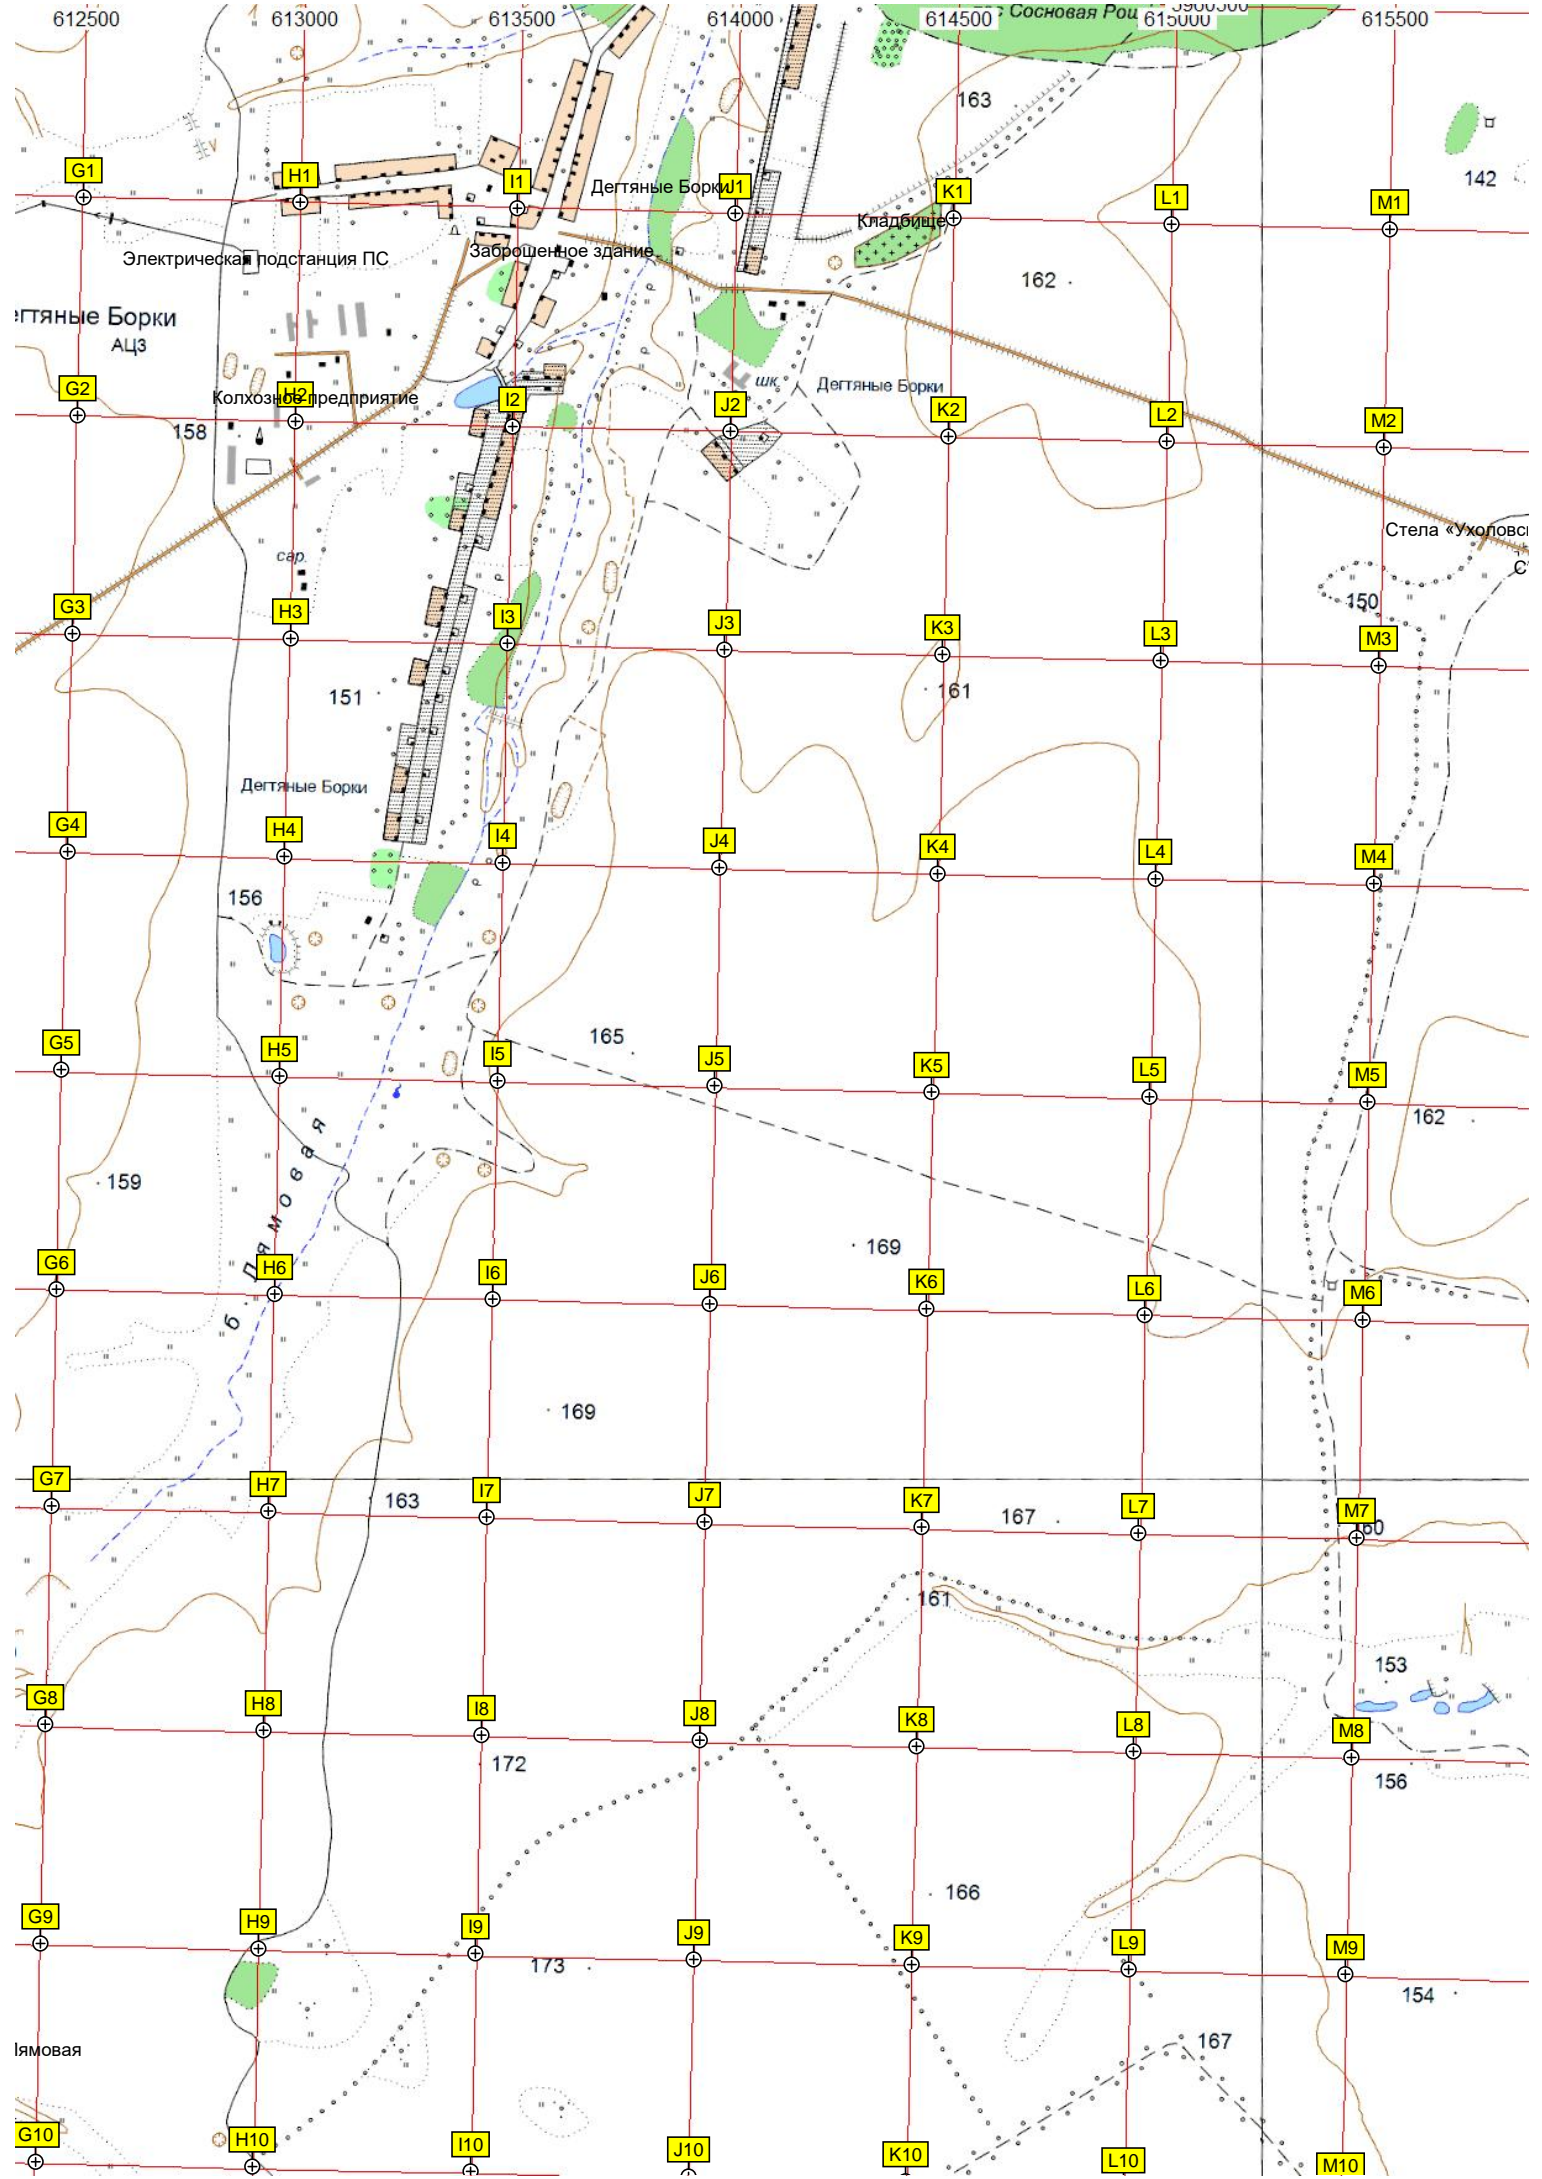 612500 613000 613500 614000 614500 615000 615500
163
142
G1 H1 I1 Дегтяные Борки J1 K1 L1 M1
Кладбище
Электрическая подстанция ПС Заброшенное здание
162
егтяные Борки
АЦЗ
шк. Дегтяные Борки
G2 H2 I2 J2 K2 L2 M2
Колхозное предприятие
158
Стела «Ухоловс
сар.
150
G3 H3 I3 J3 K3 L3 M3
151 161
Дегтяные Борки
G4 H4 I4 J4 K4 L4 M4
156
165
G5 H5 I5 J5 K5 L5 M5
162
159
б. Лямовая
169
G6 H6 I6 J6 K6 L6 M6
169
G7 H7 I7 J7 K7 L7 M7
163 167 60
161
153
G8 H8 I8 J8 K8 L8 M8
172 156
166
G9 H9 I9 J9 K9 L9 M9
173 154
167
лямовая
G10 H10 I10 J10 K10 L10 M10